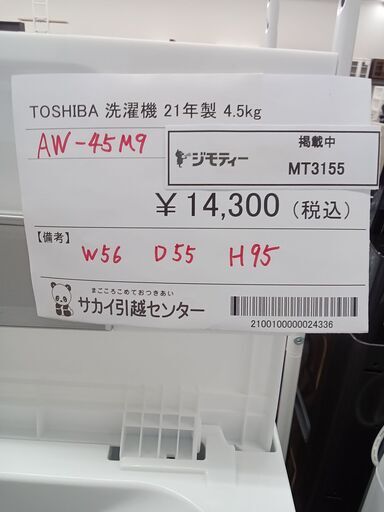 TOSHIBA 洗濯機 21年製 4.5kg
AW-45M9
ジモティー
掲載中
MT3155
¥14,300（税込）
【備考】
W56 D55 H95
まごころこめておつきあい
サカイ引越センター
2100100000024336